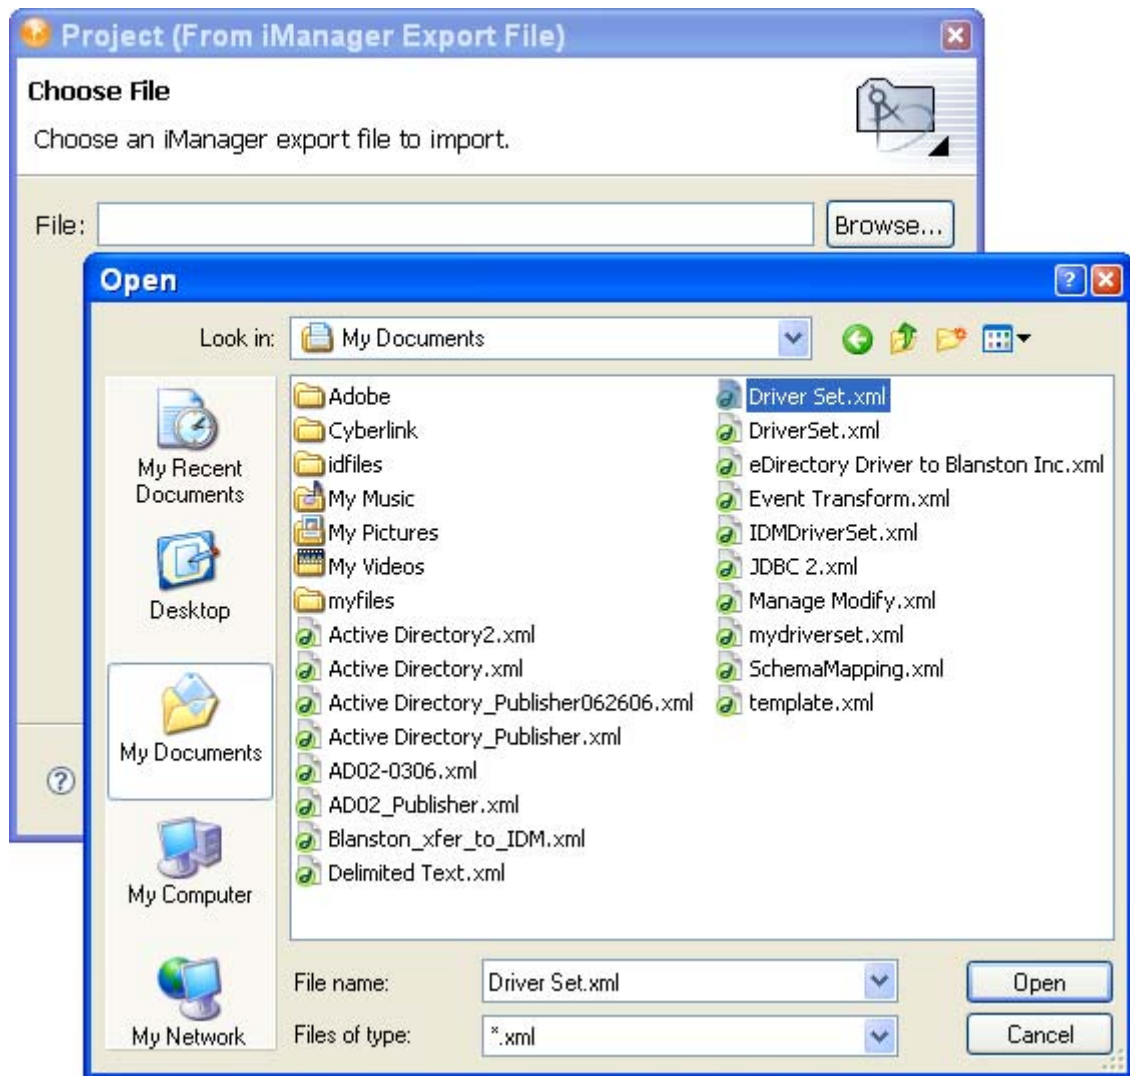 Project (From iManager Export File)
Choose File
Choose an iManager export file to import.
File:
Browse...
Open
Look in:
My Documents
My Recent
Documents
Desktop
My Documents
My Computer
My Network
Adobe
Cyberlink
idfiles
My Music
My Pictures
My Videos
myfiles
Active Directory2.xml
Active Directory.xml
Active Directory_Publisher062606.xml
Active Directory_Publisher.xml
AD02-0306.xml
AD02_Publisher.xml
Blanston_xfer_to_IDM.xml
Delimited Text.xml
Driver Set.xml
DriverSet.xml
eDirectory Driver to Blanston Inc.xml
Event Transform.xml
IDMDriverSet.xml
JDBC 2.xml
Manage Modify.xml
mydriverset.xml
SchemaMapping.xml
template.xml
File name:
Driver Set.xml
Open
Files of type:
*.xml
Cancel